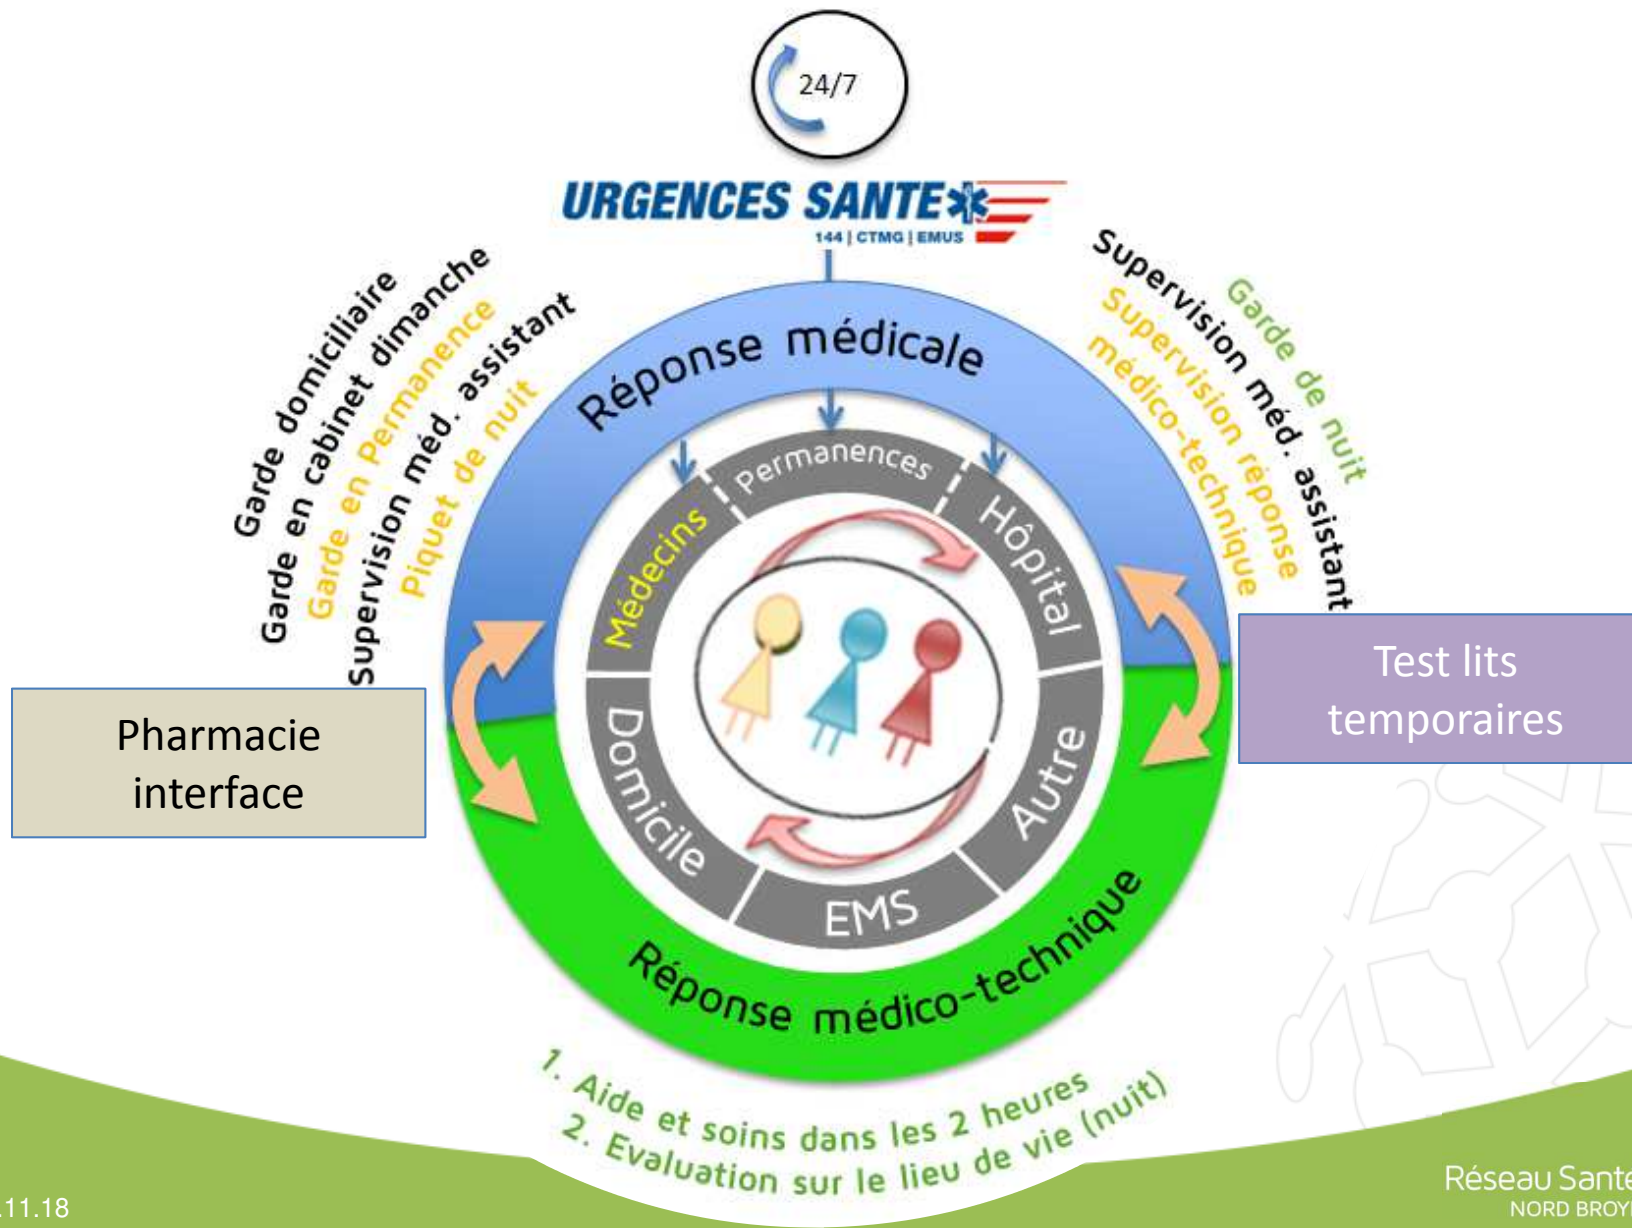 24/7
URGENCES SANTE
144 | CTMG | EMUS
Garde domiciliaire
Garde en cabinet dimanche
Garde en Permanence
Supervision méd. assistant
Piquet de nuit
Garde de nuit
Supervision méd. assistant
Supervision réponse
médico-technique
Réponse médicale
Médecins
Permanences
Hôpital
Domicile
EMS
Autre
Pharmacie
interface
Test lits
temporaires
Réponse médico-technique
1. Aide et soins dans les 2 heures
2. Evaluation sur le lieu de vie (nuit)
.11.18
Réseau Santé
NORD BROY